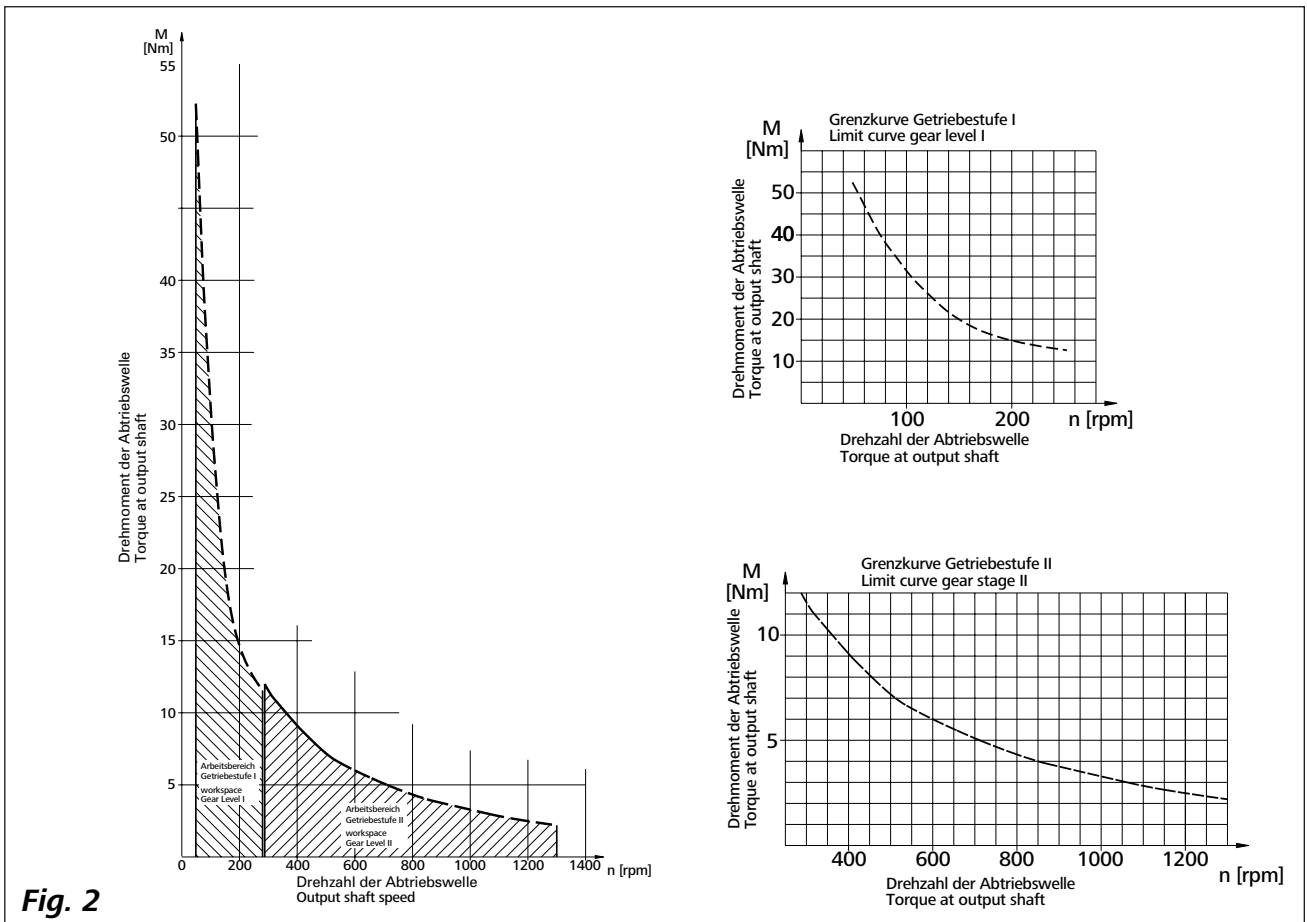 M
[Nm]
55
50
40
35
30
25
20
15
10
5
0
200
400
600
800
1000
1200
1400
n [rpm]
Drehmoment der Abtriebswelle
Torque at output shaft
Arbeitsbereich
Getriebestufe I
workspace
Gear Level I
Arbeitsbereich
Getriebestufe II
workspace
Gear Level II
Drehzahl der Abtriebswelle
Output shaft speed
Grenzkurve Getriebestufe I
Limit curve gear level I
M
[Nm]
50
40
30
20
10
100
200
n [rpm]
Drehmoment der Abtriebswelle
Torque at output shaft
Drehzahl der Abtriebswelle
Torque at output shaft
Grenzkurve Getriebestufe II
Limit curve gear stage II
M
[Nm]
10
5
400
600
800
1000
1200
n [rpm]
Drehmoment der Abtriebswelle
Torque at output shaft
Drehzahl der Abtriebswelle
Torque at output shaft
Fig. 2